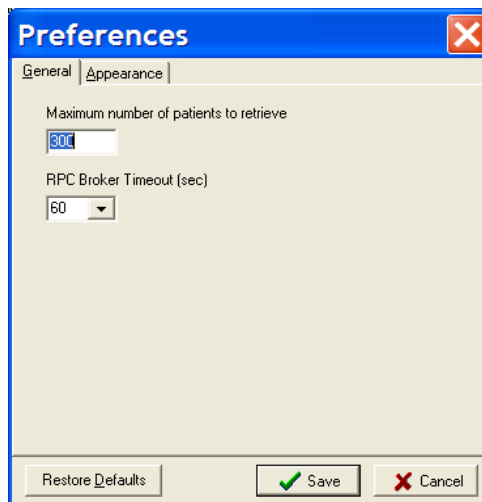 Preferences
General Appearance
Maximum number of patients to retrieve
300
RPC Broker Timeout (sec)
60
Restore Defaults Save Cancel